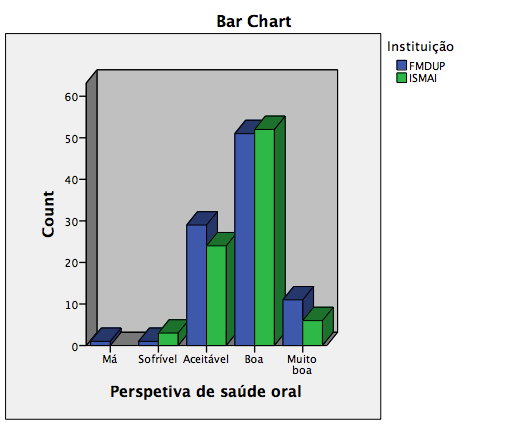 Bar Chart
Instituição
FMDUP
ISMAI
60
50
40
30
20
10
0
Count
Má
Sofrível
Aceitável
Boa
Muito
boa
Perspetiva de saúde oral